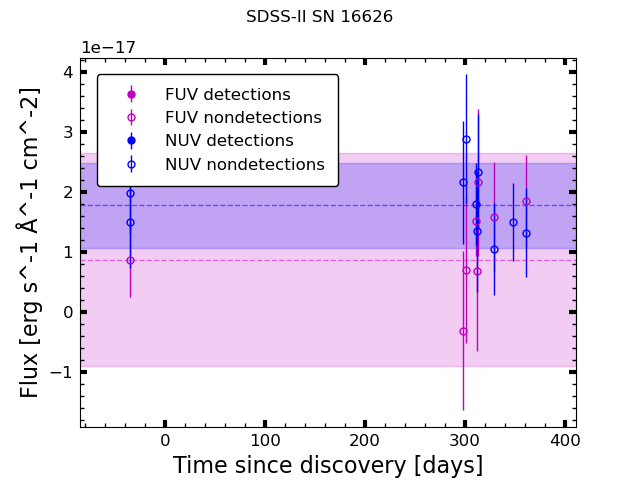 SDSS-II SN 16626
1e−17
FUV detections
FUV nondetections
NUV detections
NUV nondetections
4
3
2
1
0
−1
Flux [erg s^-1 Å^-1 cm^-2]
0 100 200 300 400
Time since discovery [days]